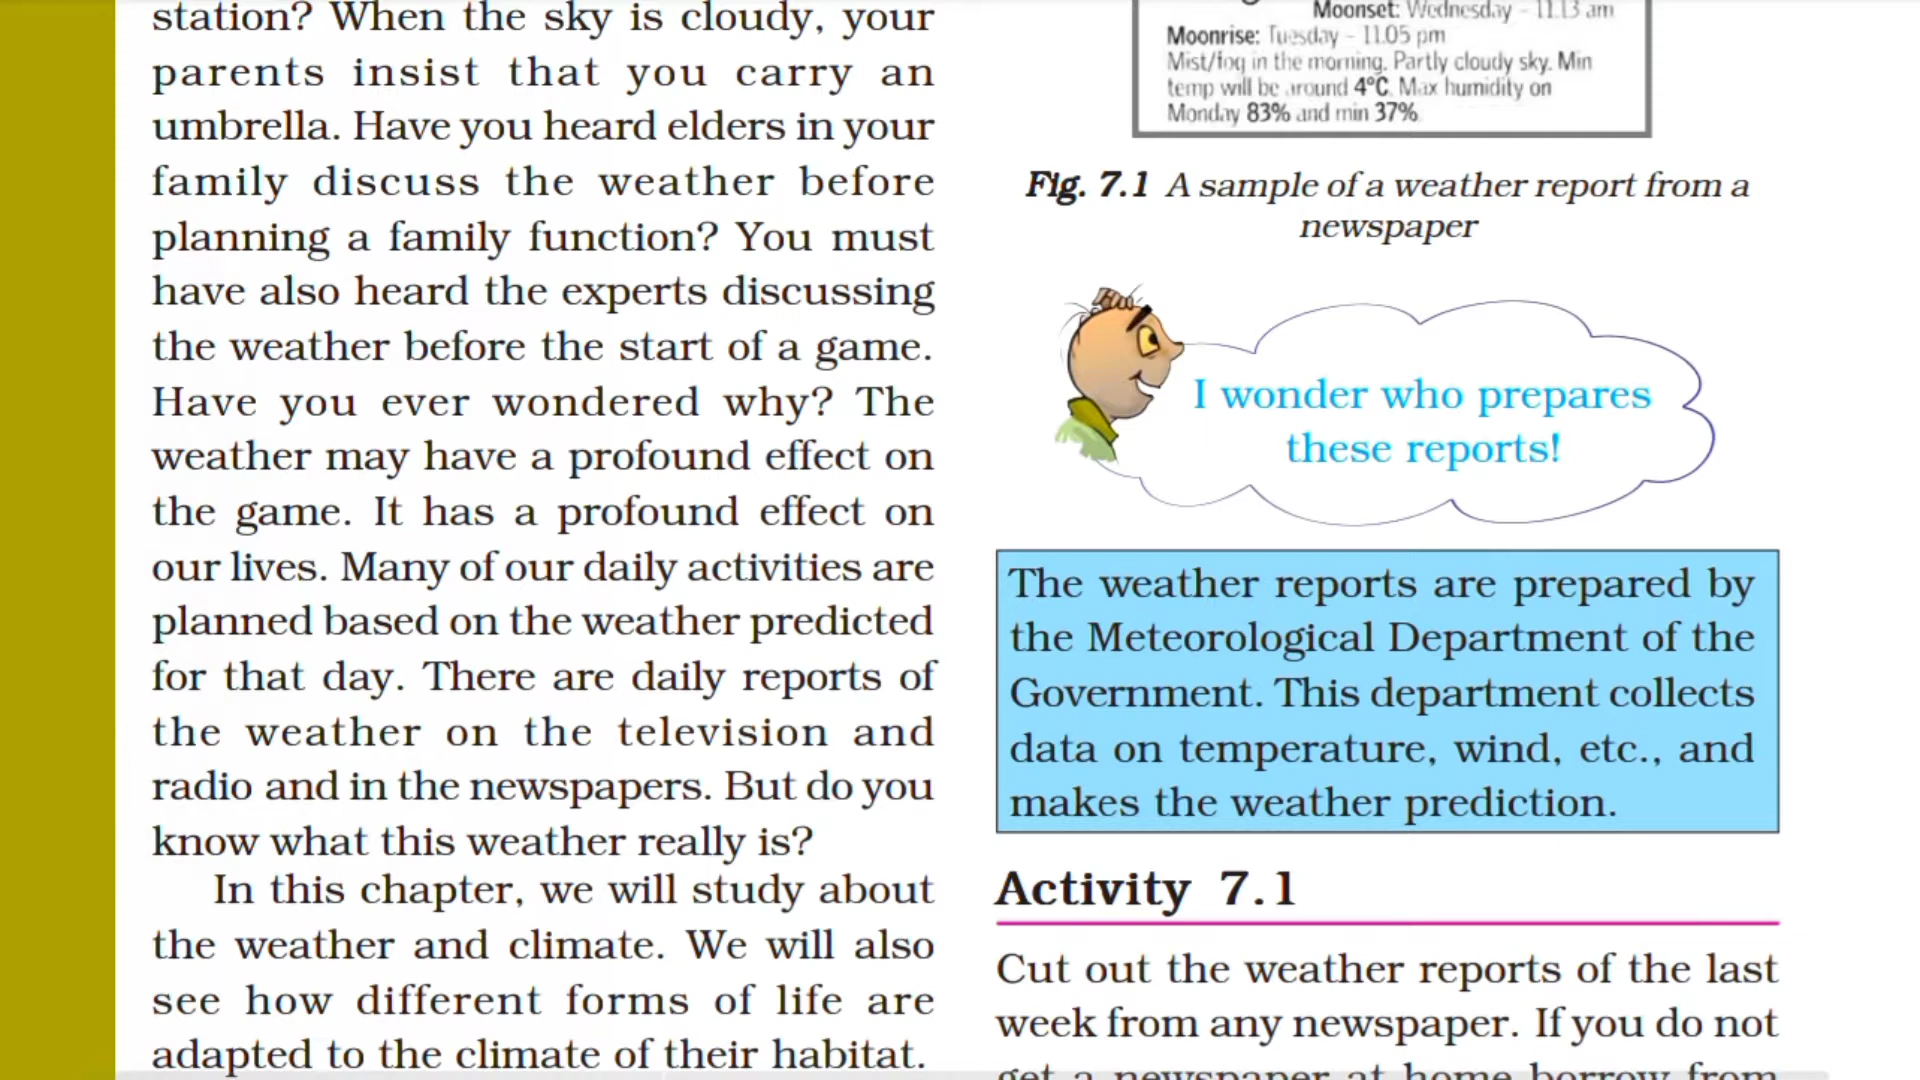 station? When the sky is cloudy, your
parents insist that you carry an
umbrella. Have you heard elders in your
family discuss the weather before
planning a family function? You must
have also heard the experts discussing
the weather before the start of a game.
Have you ever wondered why? The
weather may have a profound effect on
the game. It has a profound effect on
our lives. Many of our daily activities are
planned based on the weather predicted
for that day. There are daily reports of
the weather on the television and
radio and in the newspapers. But do you
know what this weather really is?
In this chapter, we will study about
the weather and climate. We will also
see how different forms of life are
adapted to the climate of their habitat.
Moonset: Wednesday - 11.13 am
Moonrise: Tuesday - 11.05 pm
Mist/fog in the morning. Partly cloudy sky. Min
temp will be around 4°C. Max humidity on
Monday 83% and min 37%
Fig. 7.1 A sample of a weather report from a
newspaper
I wonder who prepares
these reports!
The weather reports are prepared by
the Meteorological Department of the
Government. This department collects
data on temperature, wind, etc., and
makes the weather prediction.
Activity 7.1
Cut out the weather reports of the last
week from any newspaper. If you do not
get a newspaper at home borrow from